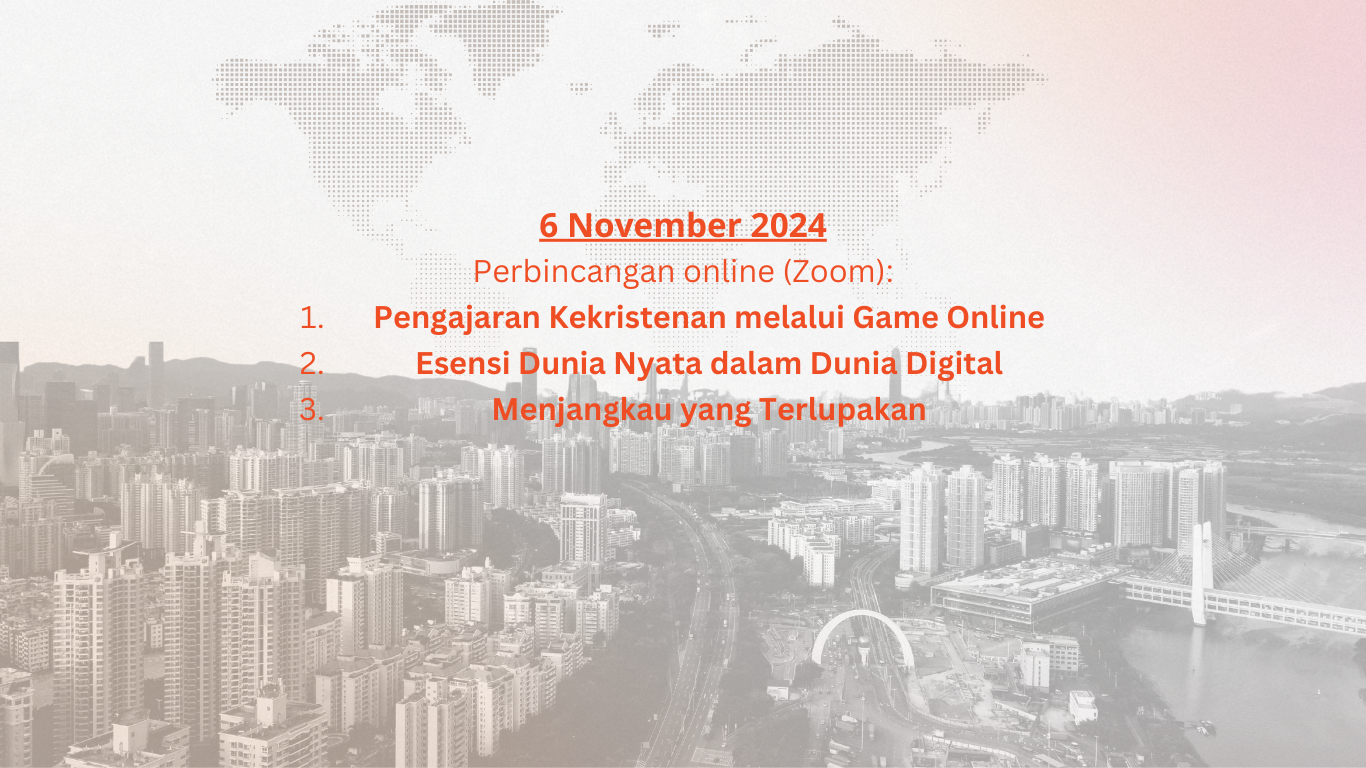 6 November 2024
Perbincangan online (Zoom):
1. Pengajaran Kekristenan melalui Game Online
2. Esensi Dunia Nyata dalam Dunia Digital
3. Menjangkau yang Terlupakan